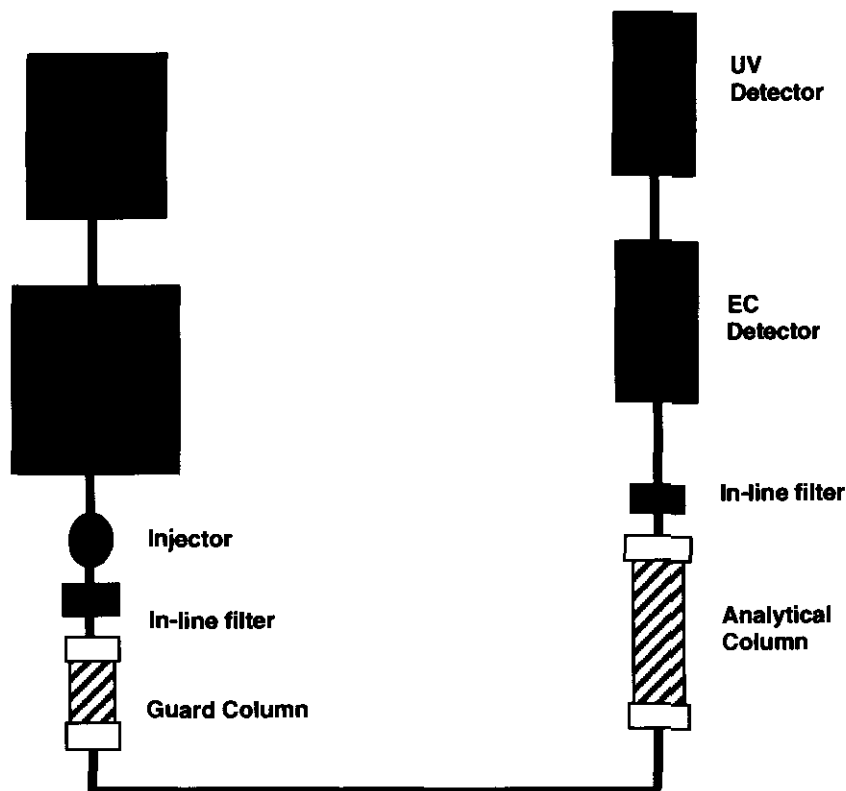 UV
Detector
EC
Detector
In-line filter
Injector
In-line filter
Analytical
Column
Guard Column